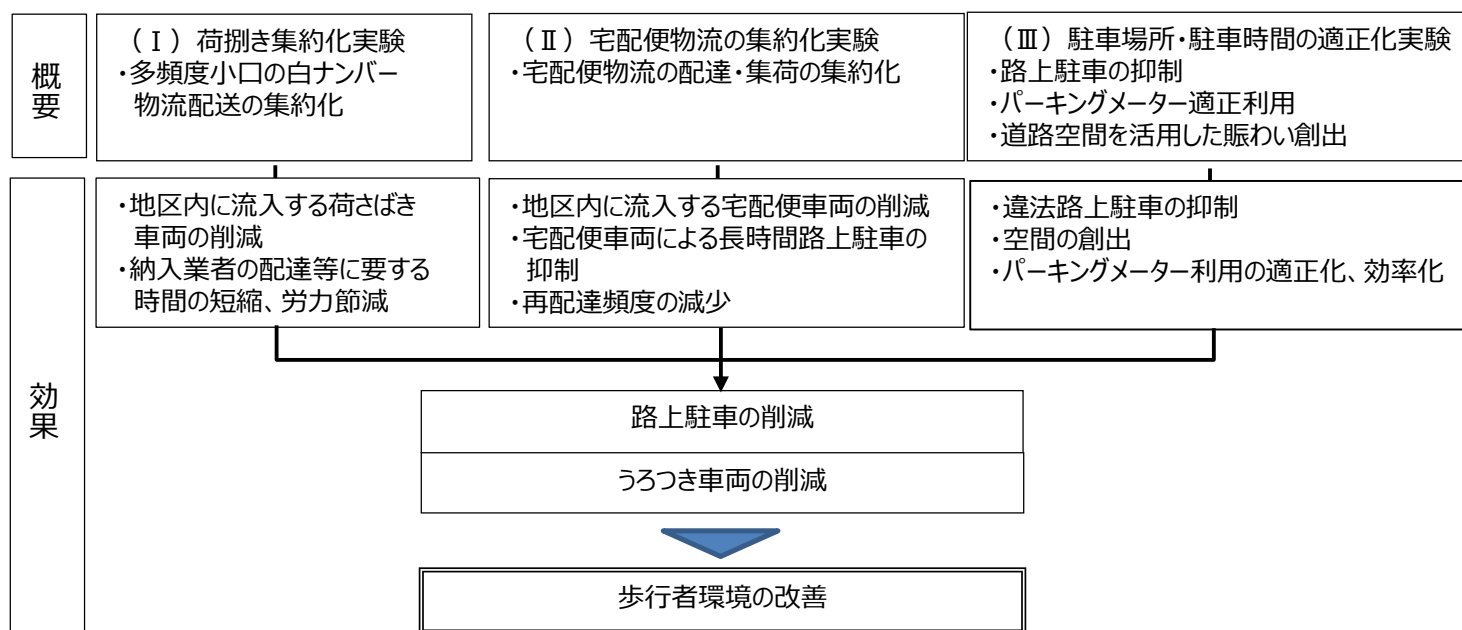 概要
(Ⅰ) 荷捌き集約化実験
・多頻度小口の白ナンバー
物流配送の集約化
(Ⅱ) 宅配便物流の集約化実験
・宅配便物流の配達・集荷の集約化
(Ⅲ) 駐車場所・駐車時間の適正化実験
・路上駐車の抑制
・パーキングメーター適正利用
・道路空間を活用した賑わい創出
効果
・地区内に流入する荷さばき
車両の削減
・納入業者の配達等に要する
時間の短縮、労力節減
・地区内に流入する宅配便車両の削減
・宅配便車両による長時間路上駐車の
抑制
・再配達頻度の減少
・違法路上駐車の抑制
・空間の創出
・パーキングメーター利用の適正化、効率化
路上駐車の削減
うろつき車両の削減
歩行者環境の改善